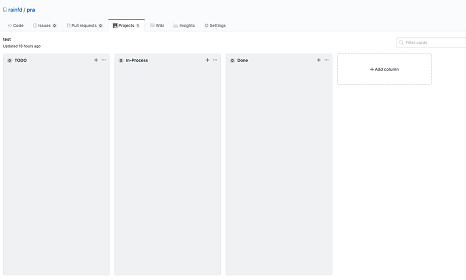 rainfd / pra
Code Issues 0 Pull requests 0 Projects 1 Wiki Insights Settings
test
Updated 19 hours ago
Filter cards
0 TODO + ...
0 In-Process + ...
0 Done + ...
+ Add column